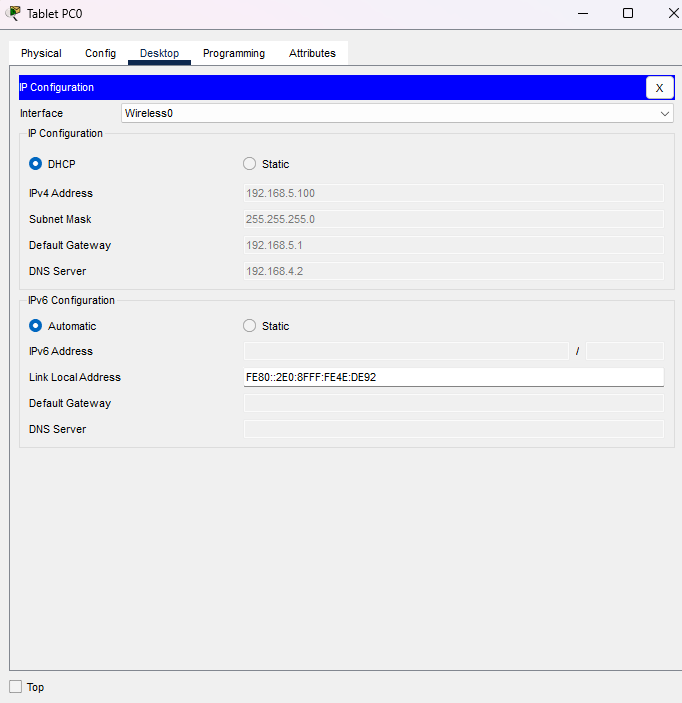 Tablet PC0
Physical Config Desktop Programming Attributes
IP Configuration X
Interface Wireless0
IP Configuration
DHCP Static
IPv4 Address 192.168.5.100
Subnet Mask 255.255.255.0
Default Gateway 192.168.5.1
DNS Server 192.168.4.2
IPv6 Configuration
Automatic Static
IPv6 Address /
Link Local Address FE80::2E0:8FFF:FE4E:DE92
Default Gateway
DNS Server
Top